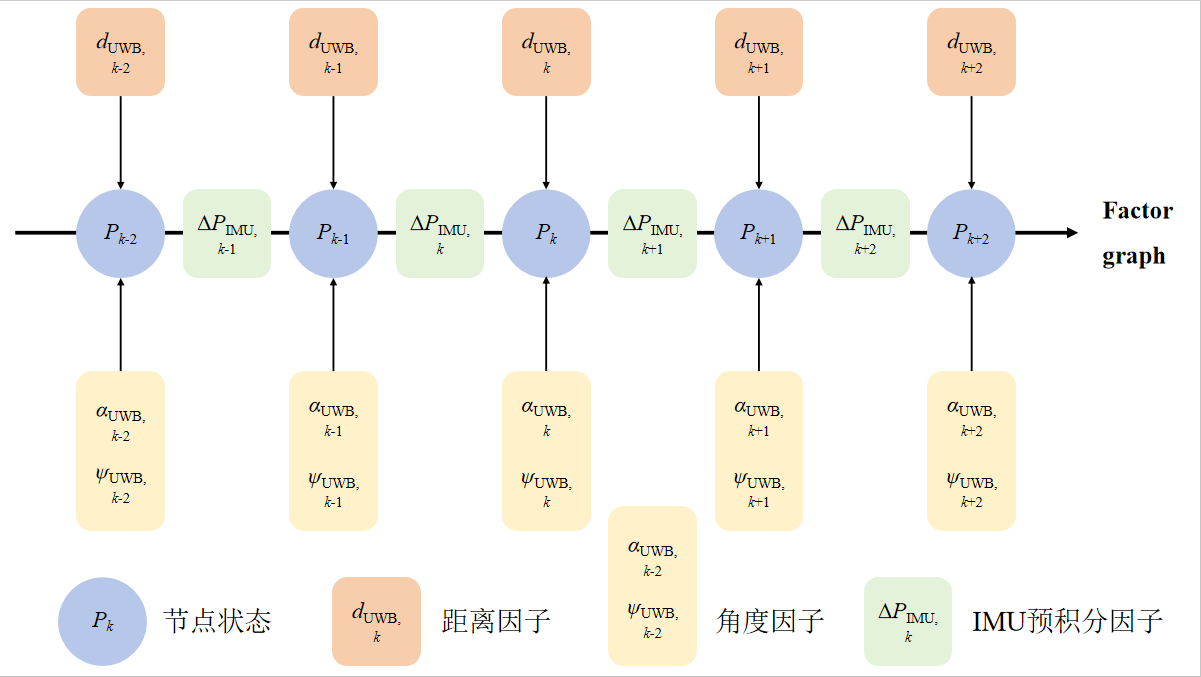 d_UWB, k-2
d_UWB, k-1
d_UWB, k
d_UWB, k+1
d_UWB, k+2
P_k-2
ΔP_IMU, k-1
P_k-1
ΔP_IMU, k
P_k
ΔP_IMU, k+1
P_k+1
ΔP_IMU, k+2
P_k+2
Factor
graph
α_UWB, k-2
α_UWB, k-1
α_UWB, k
α_UWB, k+1
α_UWB, k+2
ψ_UWB, k-2
ψ_UWB, k-1
ψ_UWB, k
ψ_UWB, k+1
ψ_UWB, k+2
P_k
节点状态
d_UWB, k
距离因子
α_UWB, k-2
ψ_UWB, k-2
角度因子
ΔP_IMU, k
IMU预积分因子